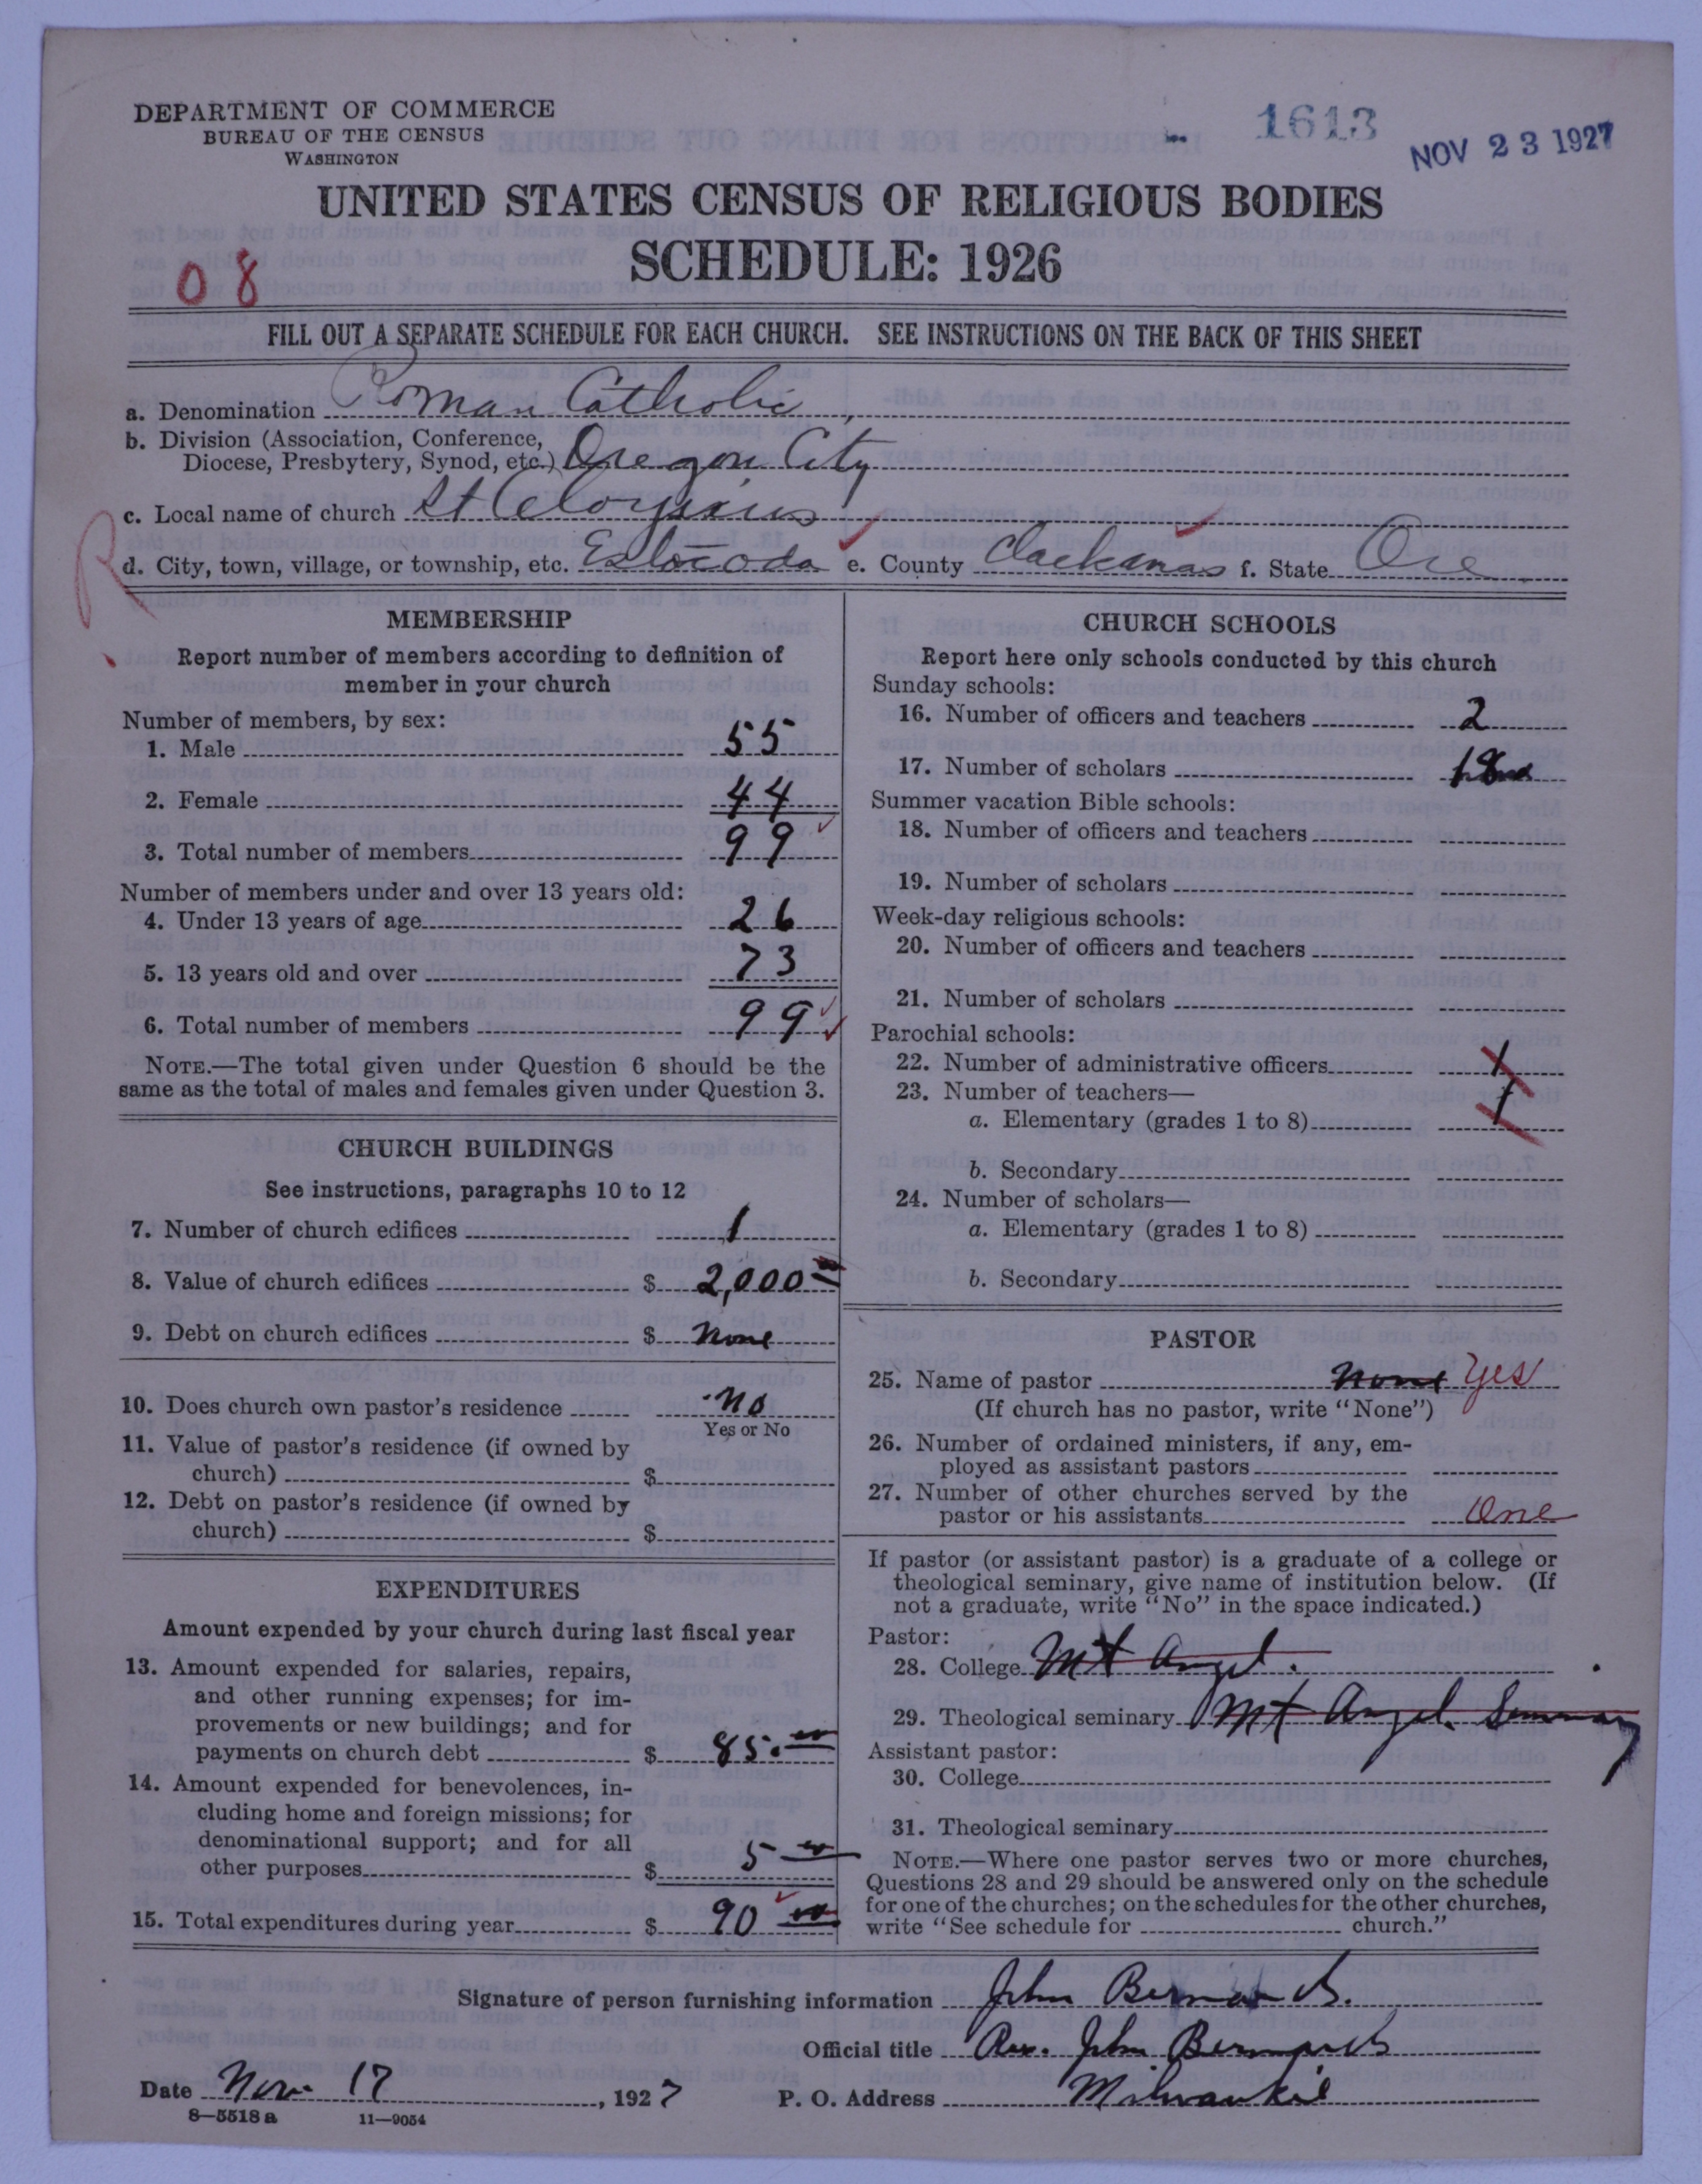 DEPARTMENT OF COMMERCE
BUREAU OF THE CENSUS
WASHINGTON
1613
NOV 23 1927
UNITED STATES CENSUS OF RELIGIOUS BODIES
SCHEDULE: 1926
08
FILL OUT A SEPARATE SCHEDULE FOR EACH CHURCH. SEE INSTRUCTIONS ON THE BACK OF THIS SHEET
a. Denomination Roman Catholic
b. Division (Association, Conference,
Diocese, Presbytery, Synod, etc.) Oregon City
c. Local name of church St Aloysius
R
d. City, town, village, or township, etc. Estacada e. County Clackamas f. State Ore.
MEMBERSHIP
Report number of members according to definition of
member in your church
Number of members, by sex:
1. Male 55
2. Female 44
3. Total number of members 99
Number of members under and over 13 years old:
4. Under 13 years of age 26
5. 13 years old and over 73
6. Total number of members 99
NOTE.—The total given under Question 6 should be the
same as the total of males and females given under Question 3.
CHURCH BUILDINGS
See instructions, paragraphs 10 to 12
7. Number of church edifices 1
8. Value of church edifices $ 2,000
9. Debt on church edifices $ none
10. Does church own pastor's residence No
Yes or No
11. Value of pastor's residence (if owned by
church) $
12. Debt on pastor's residence (if owned by
church) $
EXPENDITURES
Amount expended by your church during last fiscal year
13. Amount expended for salaries, repairs,
and other running expenses; for im-
provements or new buildings; and for
payments on church debt $ 85.00
14. Amount expended for benevolences, in-
cluding home and foreign missions; for
denominational support; and for all
other purposes $ 5 00
15. Total expenditures during year $ 90 00
CHURCH SCHOOLS
Report here only schools conducted by this church
Sunday schools:
16. Number of officers and teachers 2
17. Number of scholars 18
Summer vacation Bible schools:
18. Number of officers and teachers
19. Number of scholars
Week-day religious schools:
20. Number of officers and teachers
21. Number of scholars
Parochial schools:
22. Number of administrative officers 1
23. Number of teachers—
a. Elementary (grades 1 to 8) 1
b. Secondary
24. Number of scholars—
a. Elementary (grades 1 to 8)
b. Secondary
PASTOR
25. Name of pastor None Yes
(If church has no pastor, write "None")
26. Number of ordained ministers, if any, em-
ployed as assistant pastors
27. Number of other churches served by the
pastor or his assistants One
If pastor (or assistant pastor) is a graduate of a college or
theological seminary, give name of institution below. (If
not a graduate, write "No" in the space indicated.)
Pastor:
28. College Mt Angel.
29. Theological seminary Mt Angel. Seminary
Assistant pastor:
30. College
31. Theological seminary
NOTE.—Where one pastor serves two or more churches,
Questions 28 and 29 should be answered only on the schedule
for one of the churches; on the schedules for the other churches,
write "See schedule for church."
Signature of person furnishing information John Bernards.
Official title Rev. John Bernards
Date Nov. 17, 1927 P. O. Address Milwaukie
8—5518a 11—9054